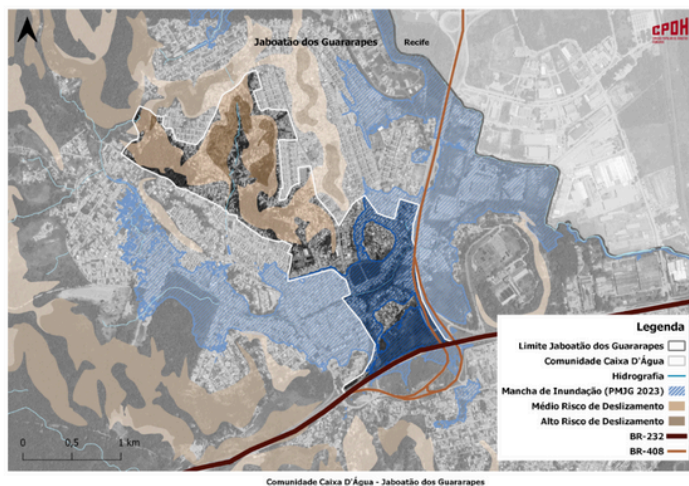 Jaboatão dos Guararapes
Recife
CPDH
Legenda
Limite Jaboatão dos Guararapes
Comunidade Caixa D'Água
Hidrografia
Mancha de Inundação (PMJG 2023)
Médio Risco de Deslizamento
Alto Risco de Deslizamento
BR-232
BR-408
0 0,5 1 km
Comunidade Caixa D'Água - Jaboatão dos Guararapes